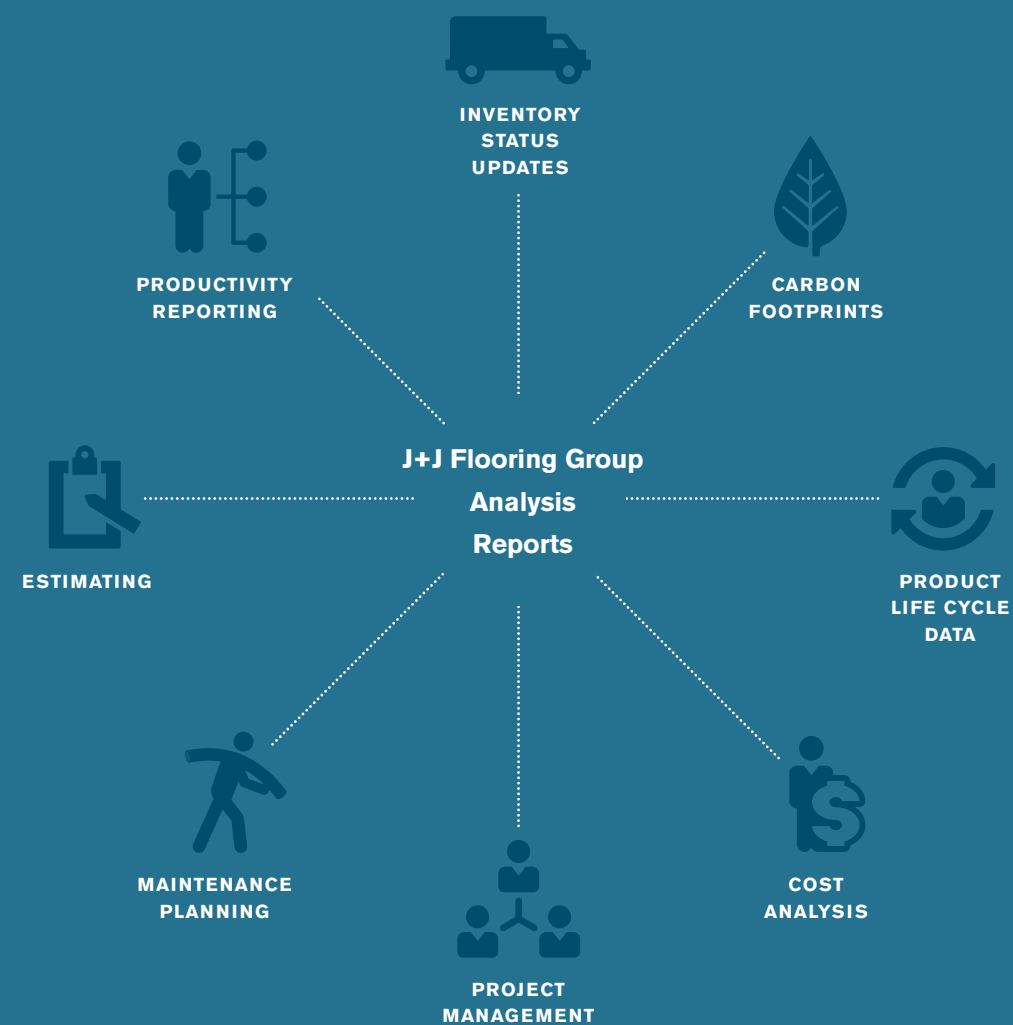 INVENTORY
STATUS
UPDATES
PRODUCTIVITY
REPORTING
CARBON
FOOTPRINTS
J+J Flooring Group
Analysis
Reports
ESTIMATING
PRODUCT
LIFE CYCLE
DATA
MAINTENANCE
PLANNING
COST
ANALYSIS
PROJECT
MANAGEMENT